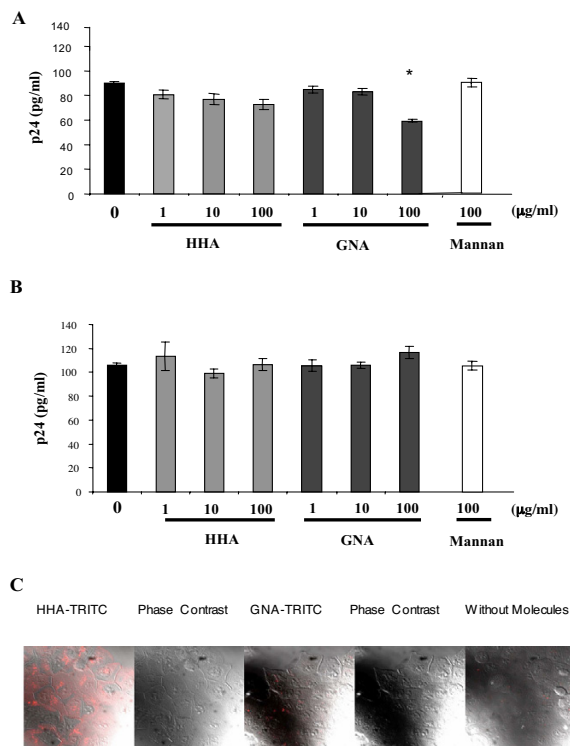 A
140
120
100
80
60
40
20
0
p24 (pg/ml)
*
0 1 10 100 1 10 100 100 (μg/ml)
HHA GNA Mannan
B
140
120
100
80
60
40
20
0
p24 (pg/ml)
0 1 10 100 1 10 100 100 (μg/ml)
HHA GNA Mannan
C
HHA-TRITC Phase Contrast GNA-TRITC Phase Contrast Without Molecules